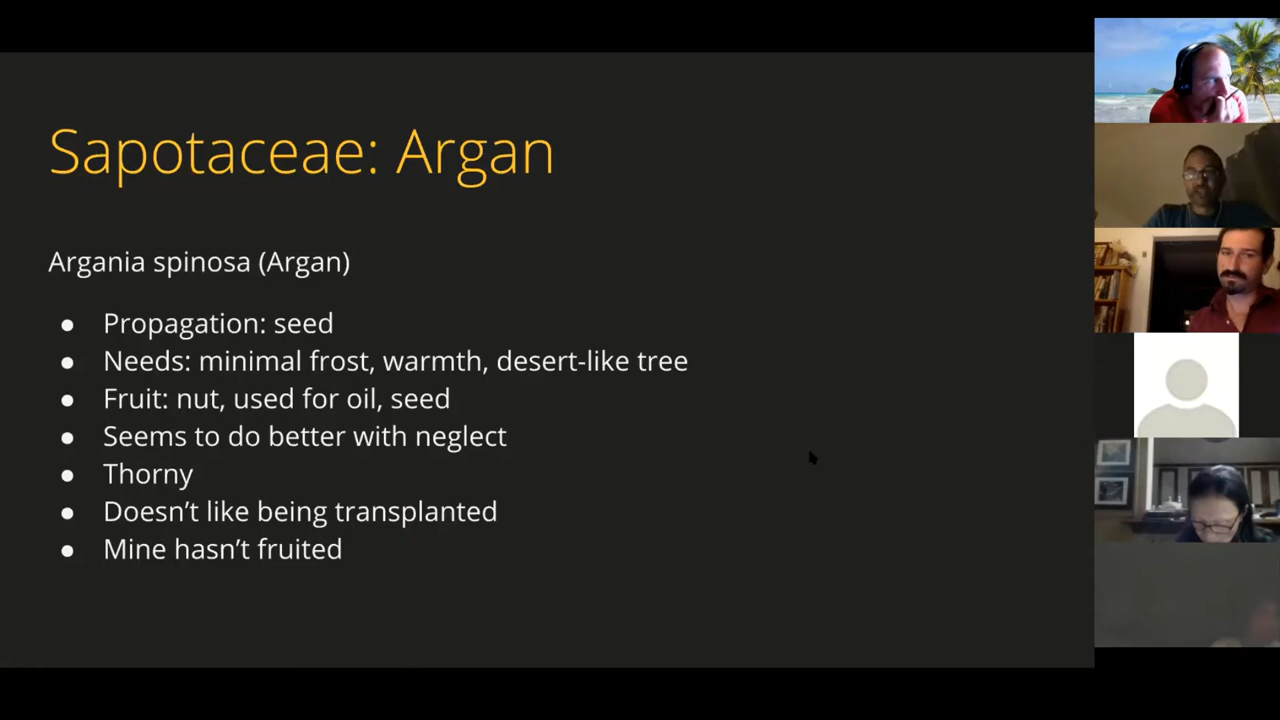 Sapotaceae: Argan
Argania spinosa (Argan)
● Propagation: seed
● Needs: minimal frost, warmth, desert-like tree
● Fruit: nut, used for oil, seed
● Seems to do better with neglect
● Thorny
● Doesn’t like being transplanted
● Mine hasn’t fruited